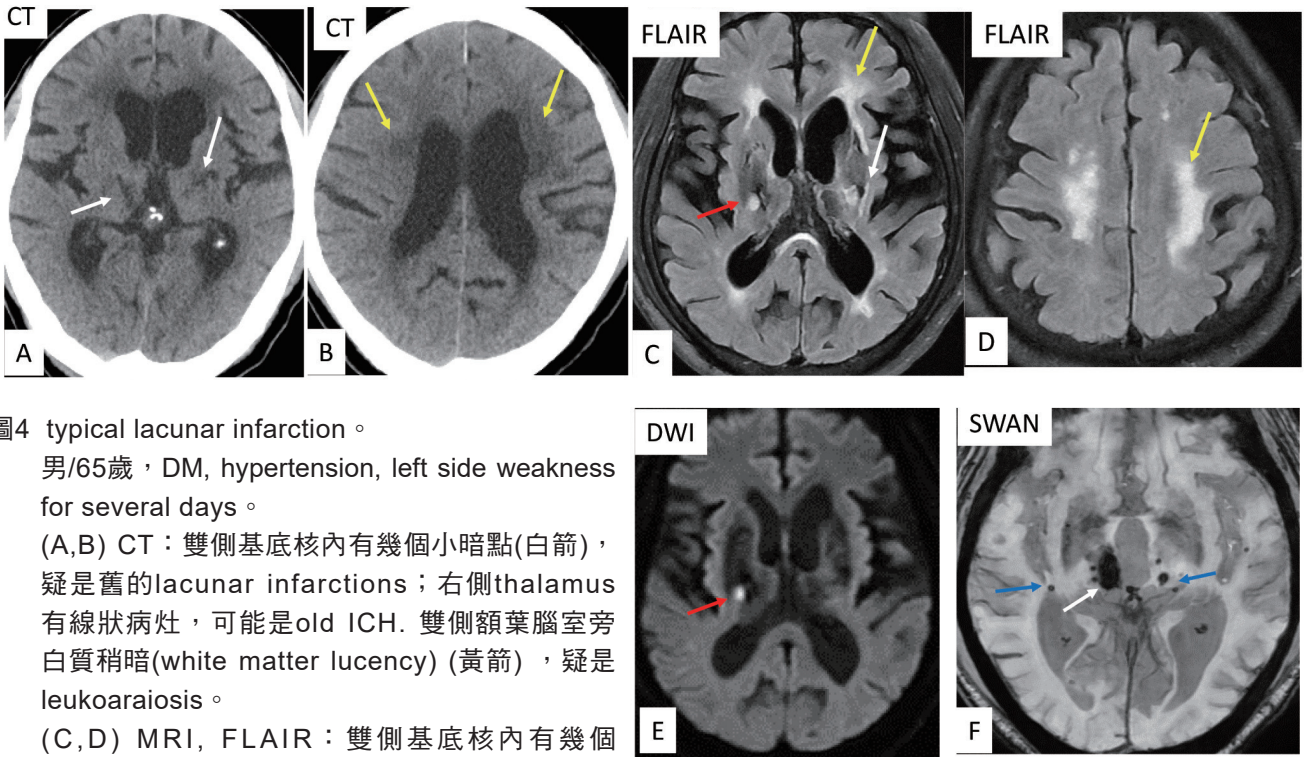 CT
CT
FLAIR
FLAIR
A
B
C
D
圖4 typical lacunar infarction。
男/65歲，DM, hypertension, left side weakness
for several days。
(A,B) CT：雙側基底核內有幾個小暗點(白箭)，
疑是舊的lacunar infarctions；右側thalamus
有線狀病灶，可能是old ICH. 雙側額葉腦室旁
白質稍暗(white matter lucency) (黃箭) ，疑是
leukoaraiosis。
(C,D) MRI, FLAIR：雙側基底核內有幾個
DWI
SWAN
E
F